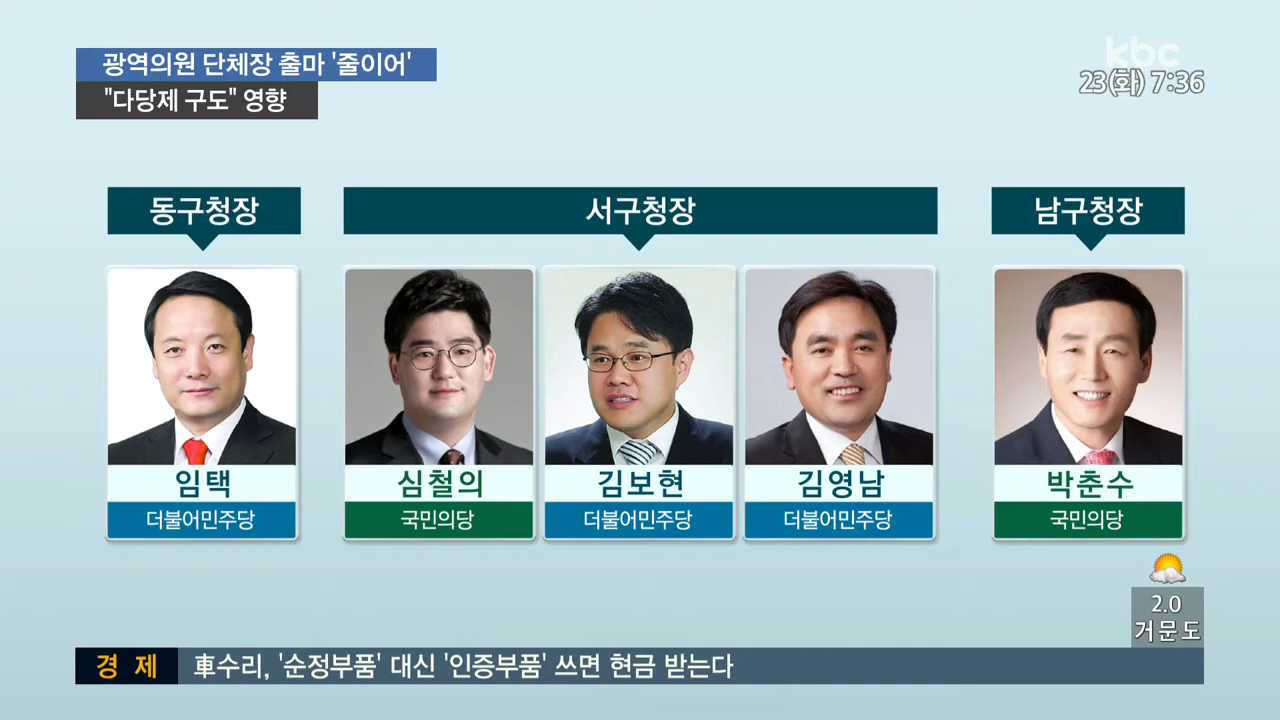 광역의원 단체장 출마 '줄이어'
"다당제 구도" 영향
kbc
23(화) 7:36
동구청장
서구청장
남구청장
임택
더불어민주당
심철의
국민의당
김보현
더불어민주당
김영남
더불어민주당
박춘수
국민의당
2.0
거문도
경제
車수리, '순정부품' 대신 '인증부품' 쓰면 현금 받는다